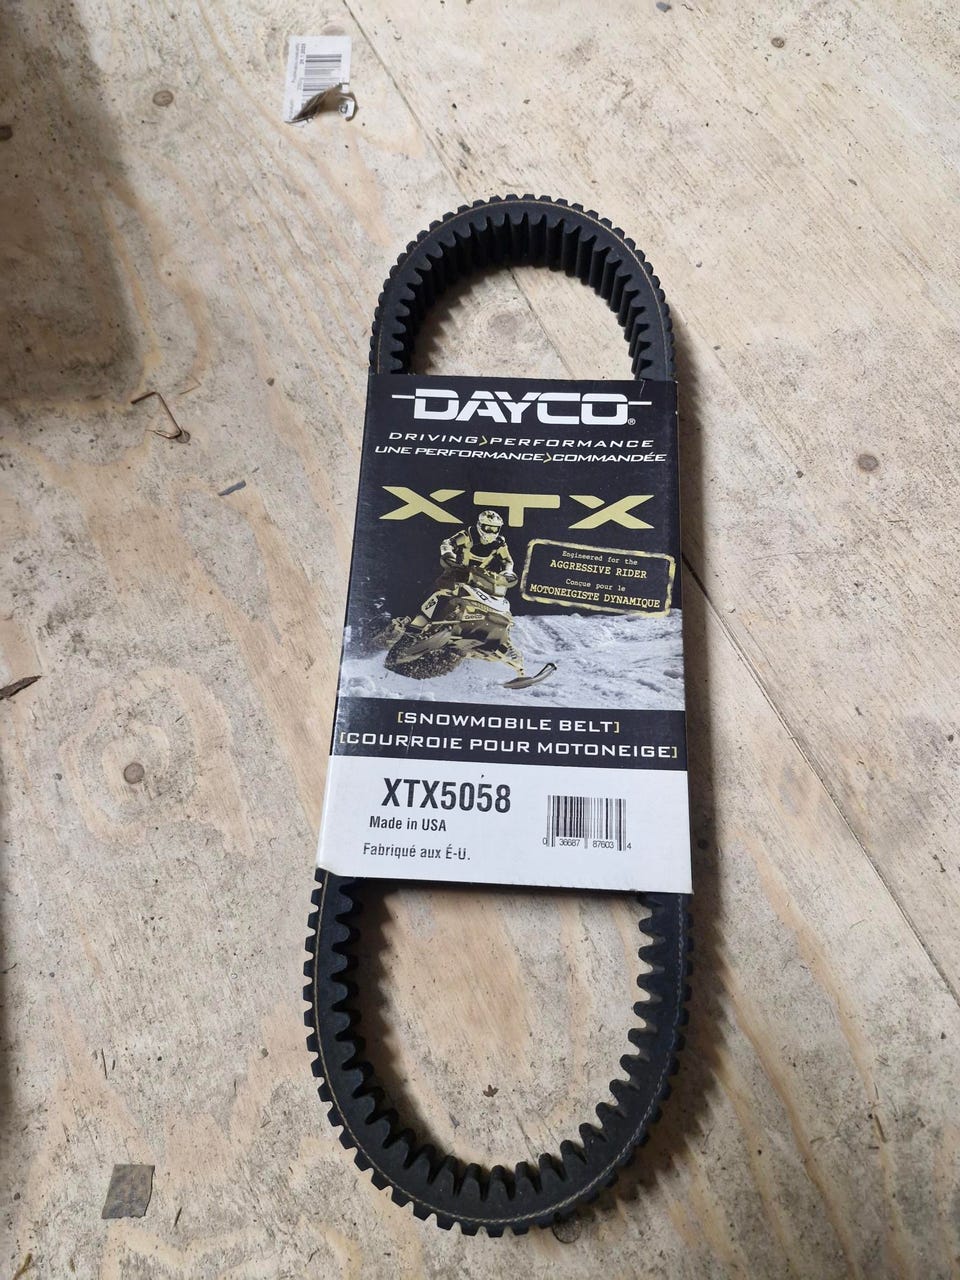 DAYCO®
DRIVING>PERFORMANCE
UNE PERFORMANCE>COMMANDÉE
XTX
Engineered for the
AGGRESSIVE RIDER
Conçue pour le
MOTONEIGISTE DYNAMIQUE
DAYCO
[SNOWMOBILE BELT]
[COURROIE POUR MOTONEIGE]
XTX5058
Made in USA
Fabriqué aux É-U.
0 36687 87603 4